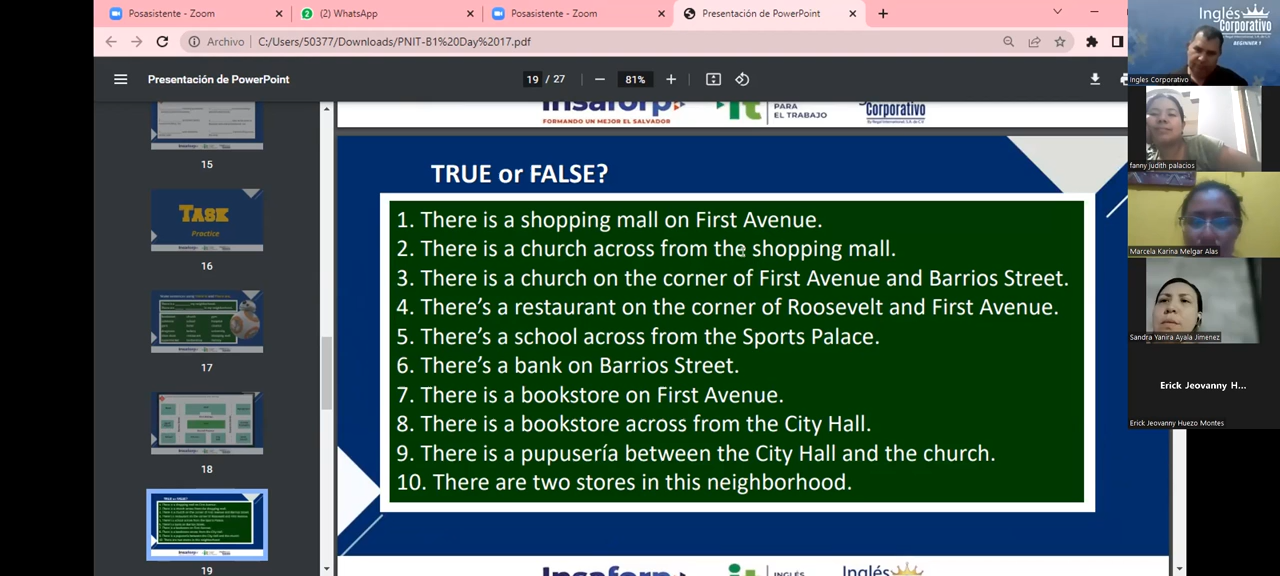 Posasistente - Zoom
(2) WhatsApp
Posasistente - Zoom
Presentación de PowerPoint
Archivo
C:/Users/50377/Downloads/PNIT-B1%20Day%2017.pdf
Presentación de PowerPoint
19 / 27
81%
15
TASK
Practice
16
17
18
TRUE or FALSE?
19
FORMANDO UN MEJOR EL SALVADOR
PARA
EL TRABAJO
Corporativo
TRUE or FALSE?
1. There is a shopping mall on First Avenue.
2. There is a church across from the shopping mall.
3. There is a church on the corner of First Avenue and Barrios Street.
4. There's a restaurant on the corner of Roosevelt and First Avenue.
5. There's a school across from the Sports Palace.
6. There's a bank on Barrios Street.
7. There is a bookstore on First Avenue.
8. There is a bookstore across from the City Hall.
9. There is a pupusería between the City Hall and the church.
10. There are two stores in this neighborhood.
Inglés
Corporativo
BEGINNER 1
Ingles Corporativo
fanny judith palacios
Marcela Karina Melgar Alas
Sandra Yanira Ayala Jimenez
Erick Jeovanny H...
Erick Jeovanny Huezo Montes